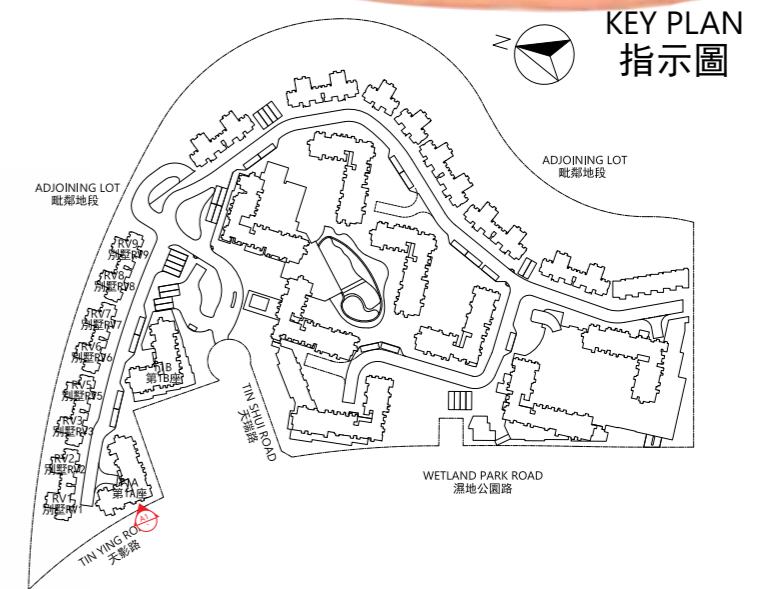 KEY PLAN
指示圖
N
ADJOINING LOT
毗鄰地段
ADJOINING LOT
毗鄰地段
RV9
別墅RV9
RV8
別墅RV8
RV7
別墅RV7
RV6
別墅RV6
RV5
別墅RV5
RV3
別墅RV3
RV2
別墅RV2
RV1
別墅RV1
第1B座
第1A座
TIN SHUI ROAD
天瑞路
WETLAND PARK ROAD
濕地公園路
A1
TIN YING
天影路